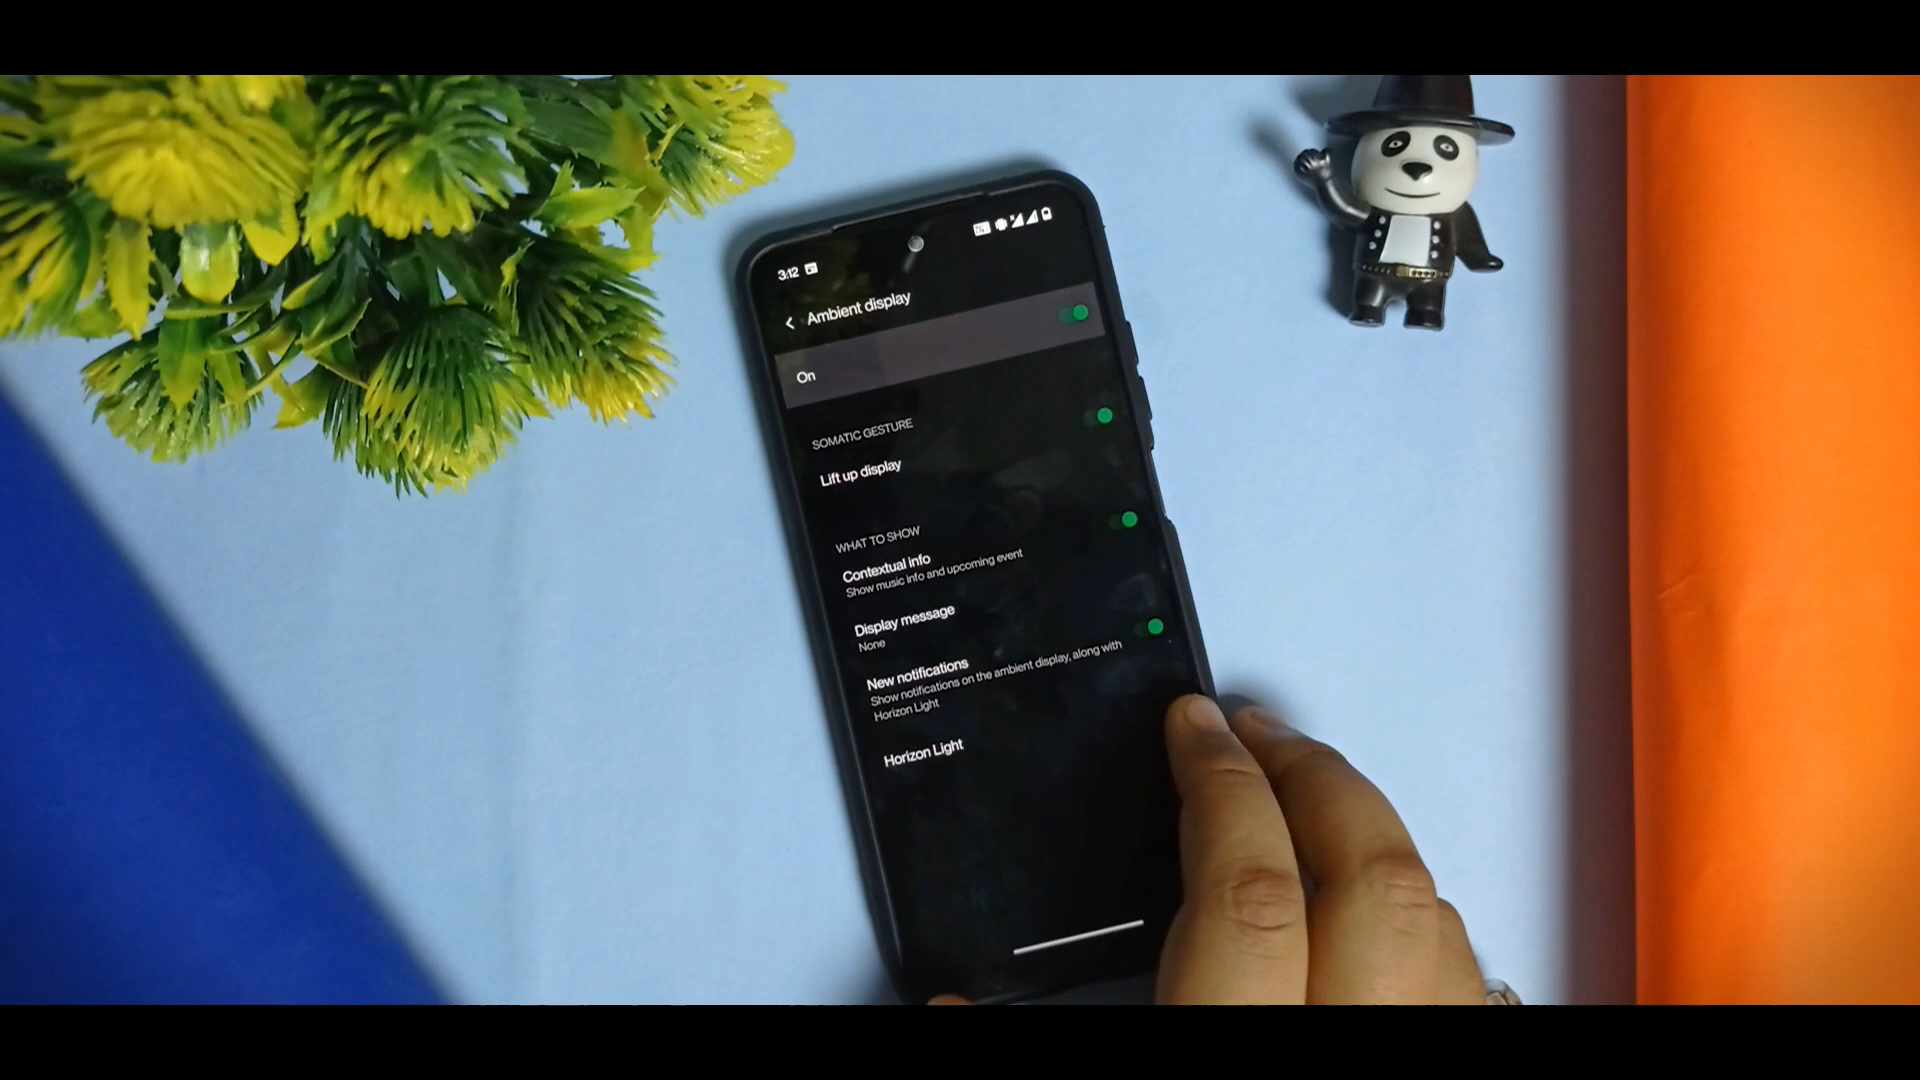 3:12
Ambient display
On
SOMATIC GESTURE
Lift up display
WHAT TO SHOW
Contextual info
Show music info and upcoming event
Display message
None
New notifications
Show notifications on the ambient display, along with
Horizon Light
Horizon Light